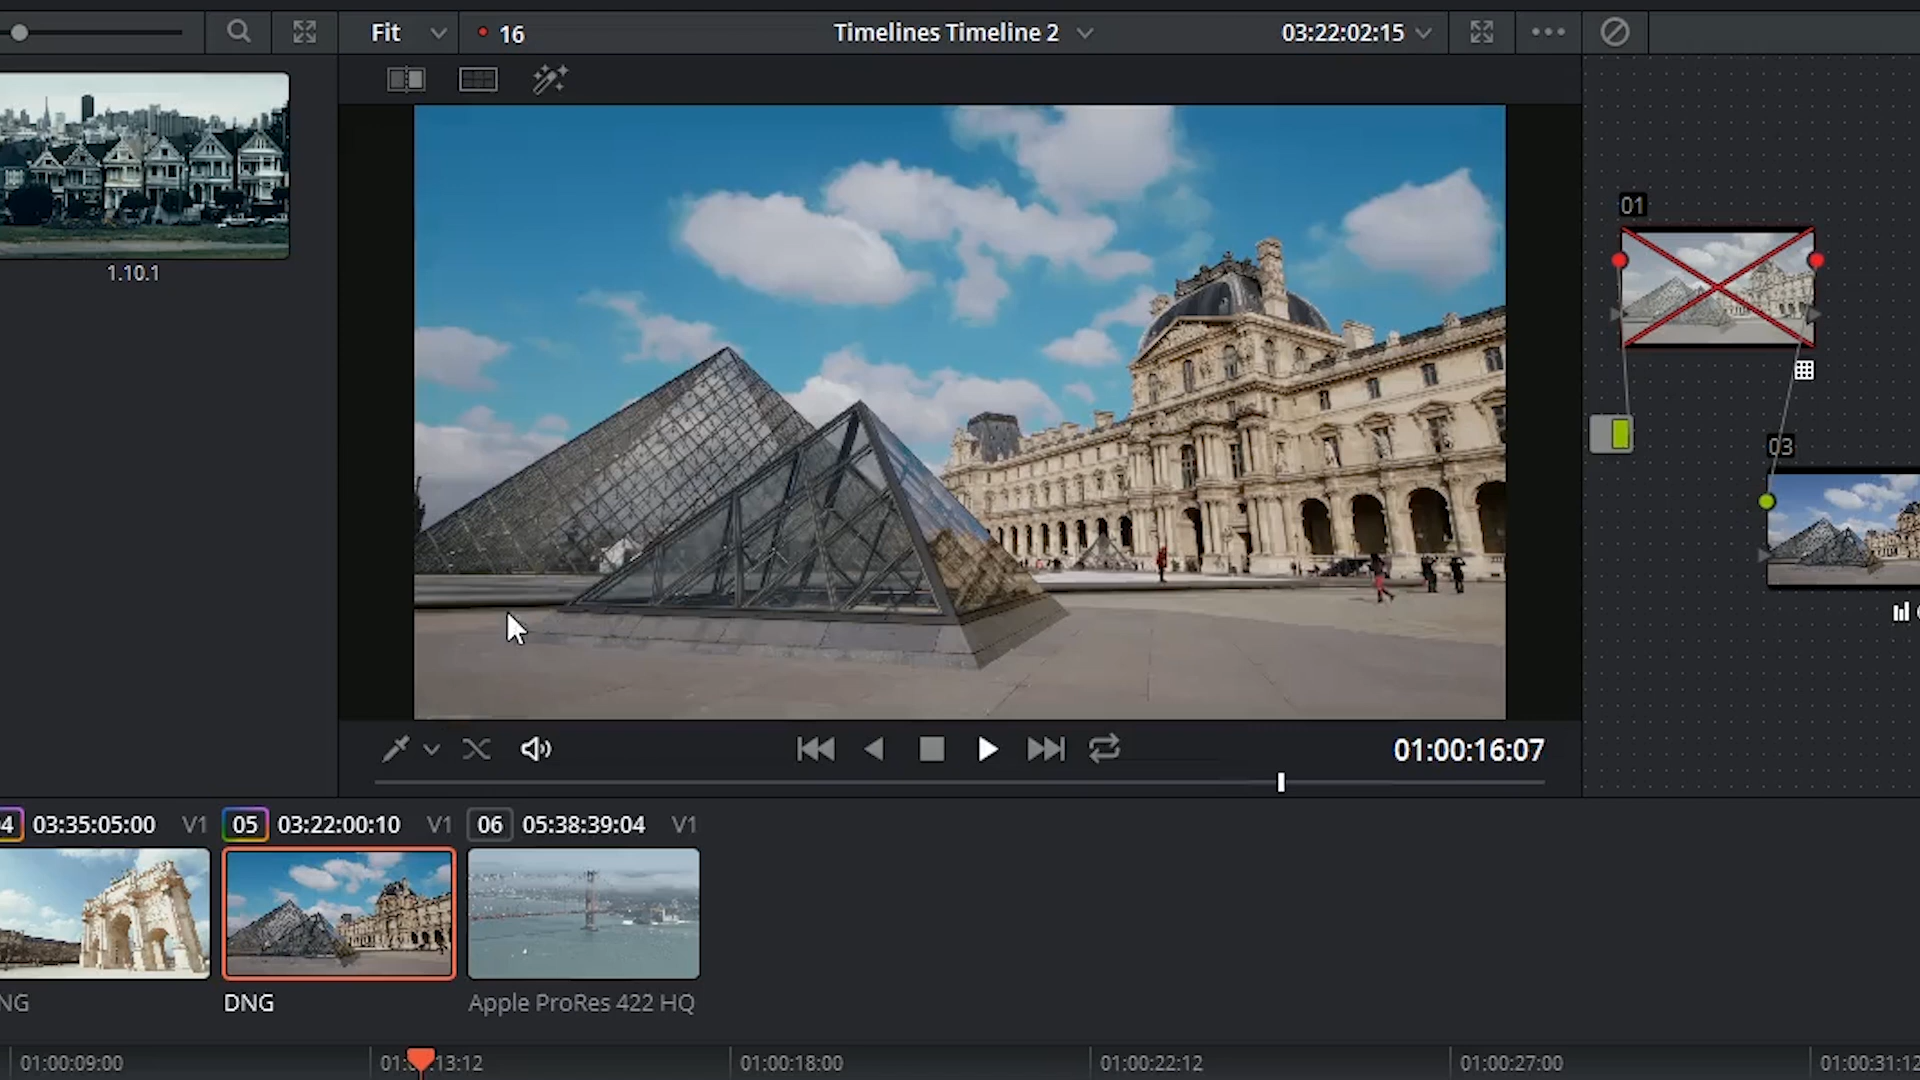 Fit
16
Timelines Timeline 2
03:22:02:15
1.10.1
01
03
01:00:16:07
4 03:35:05:00 V1
05 03:22:00:10 V1
06 05:38:39:04 V1
NG
DNG
Apple ProRes 422 HQ
01:00:09:00
13:12
01:00:18:00
01:00:22:12
01:00:27:00
01:00:31:12